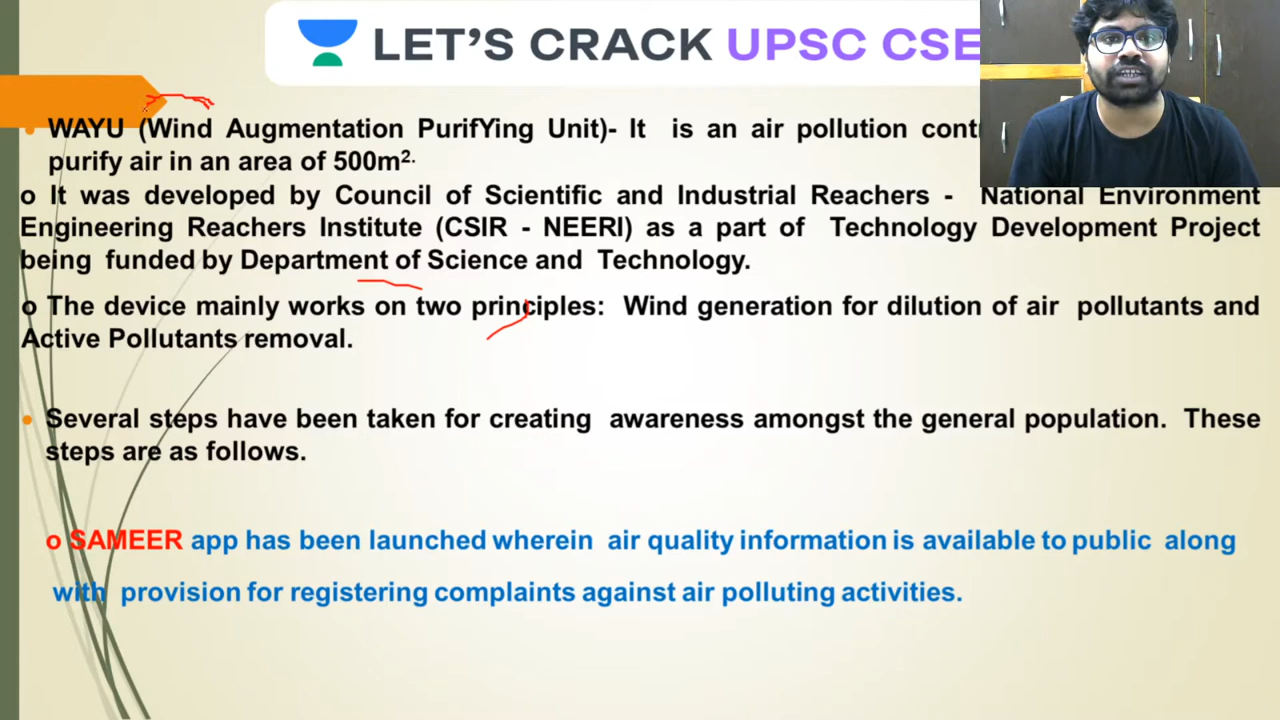 LET'S CRACK UPSC CSE
WAYU (Wind Augmentation PurifYing Unit)- It is an air pollution
purify air in an area of 500m2.
o It was developed by Council of Scientific and Industrial Reachers - National Environment
Engineering Reachers Institute (CSIR - NEERI) as a part of Technology Development Project
being funded by Department of Science and Technology.
o The device mainly works on two principles: Wind generation for dilution of air pollutants and
Active Pollutants removal.
Several steps have been taken for creating awareness amongst the general population. These
steps are as follows.
o SAMEER app has been launched wherein air quality information is available to public along
with provision for registering complaints against air polluting activities.